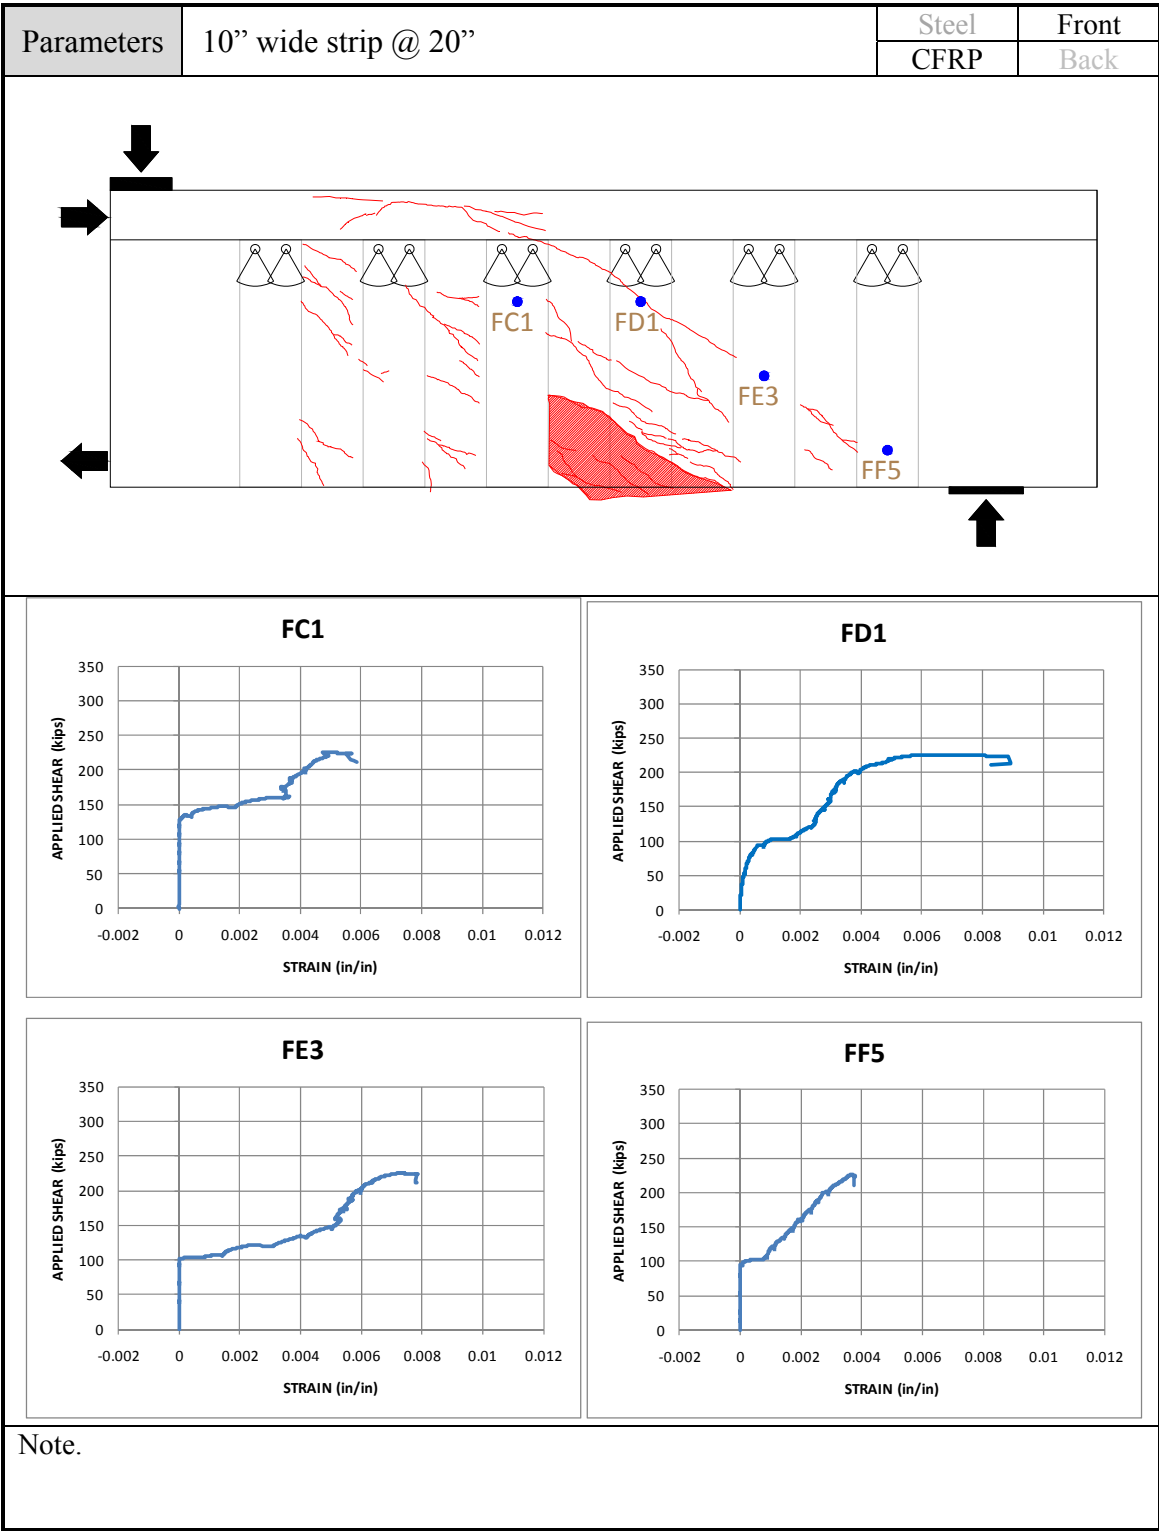 Parameters
10” wide strip @ 20”
Steel
Front
CFRP
Back
FC1
FD1
FE3
FF5
FC1
350
300
250
200
150
100
50
0
APPLIED SHEAR (kips)
-0.002 0 0.002 0.004 0.006 0.008 0.01 0.012
STRAIN (in/in)
FD1
350
300
250
200
150
100
50
0
APPLIED SHEAR (kips)
-0.002 0 0.002 0.004 0.006 0.008 0.01 0.012
STRAIN (in/in)
FE3
350
300
250
200
150
100
50
0
APPLIED SHEAR (kips)
-0.002 0 0.002 0.004 0.006 0.008 0.01 0.012
STRAIN (in/in)
FF5
350
300
250
200
150
100
50
0
APPLIED SHEAR (kips)
-0.002 0 0.002 0.004 0.006 0.008 0.01 0.012
STRAIN (in/in)
Note.